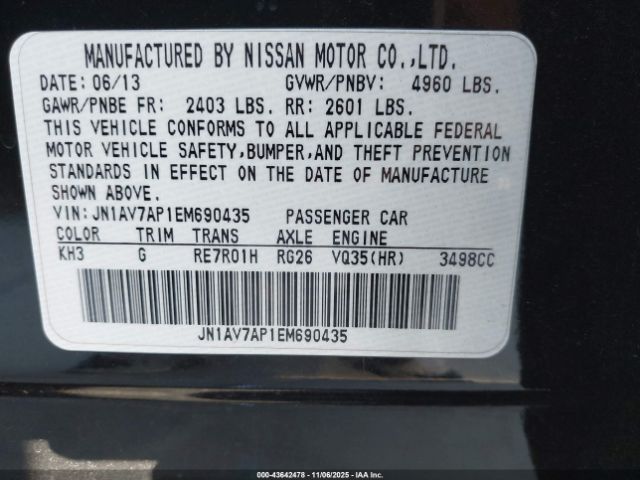 MANUFACTURED BY NISSAN MOTOR CO.,LTD.
DATE: 06/13 GVWR/PNBV: 4960 LBS.
GAWR/PNBE FR: 2403 LBS. RR: 2601 LBS.
THIS VEHICLE CONFORMS TO ALL APPLICABLE FEDERAL
MOTOR VEHICLE SAFETY,BUMPER,AND THEFT PREVENTION
STANDARDS IN EFFECT ON THE DATE OF MANUFACTURE
SHOWN ABOVE.
VIN:JN1AV7AP1EM690435 PASSENGER CAR
COLOR TRIM TRANS AXLE ENGINE
KH3 G RE7R01H RG26 VQ35(HR) 3498CC
JN1AV7AP1EM690435
000-43642478 - 11/06/2025 - IAAI.com Inc.